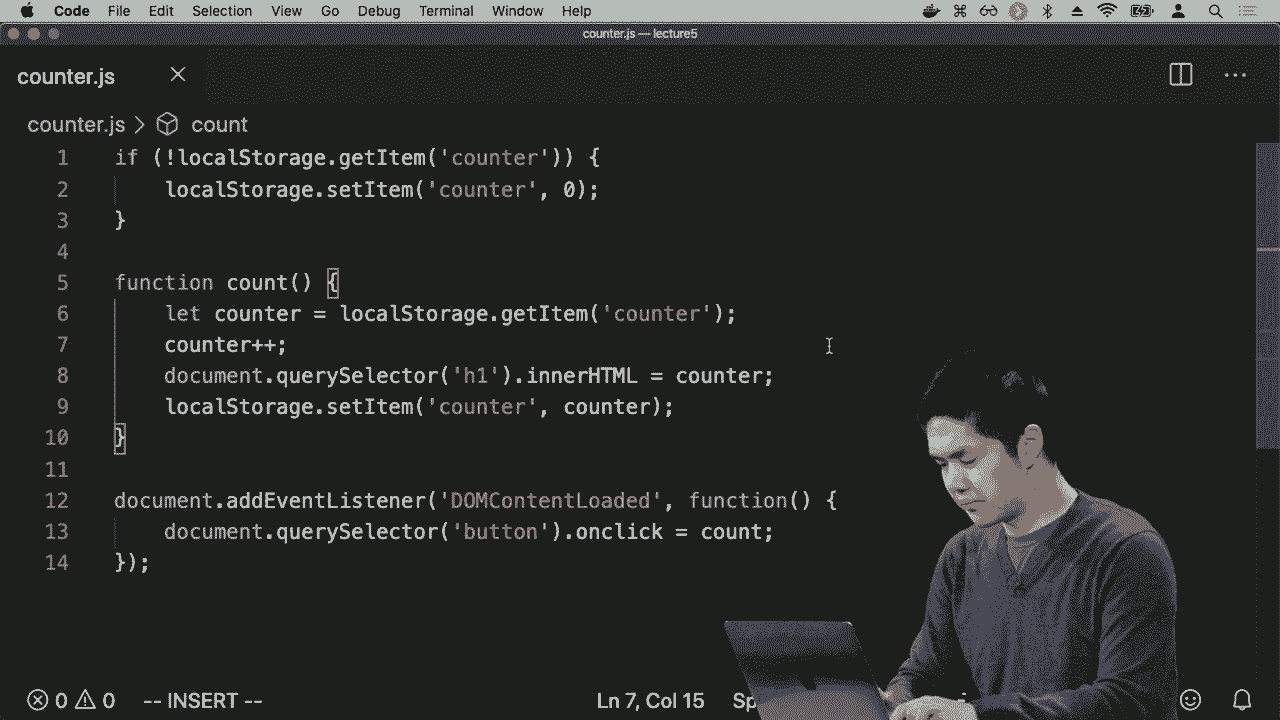 Code File Edit Selection View Go Debug Terminal Window Help
counter.js — lecture5
counter.js
counter.js > count
1 if (!localStorage.getItem('counter')) {
2 localStorage.setItem('counter', 0);
3 }
4
5 function count() {
6 let counter = localStorage.getItem('counter');
7 counter++;
8 document.querySelector('h1').innerHTML = counter;
9 localStorage.setItem('counter', counter);
10 }
11
12 document.addEventListener('DOMContentLoaded', function() {
13 document.querySelector('button').onclick = count;
14 });
0 0 -- INSERT -- Ln 7, Col 15